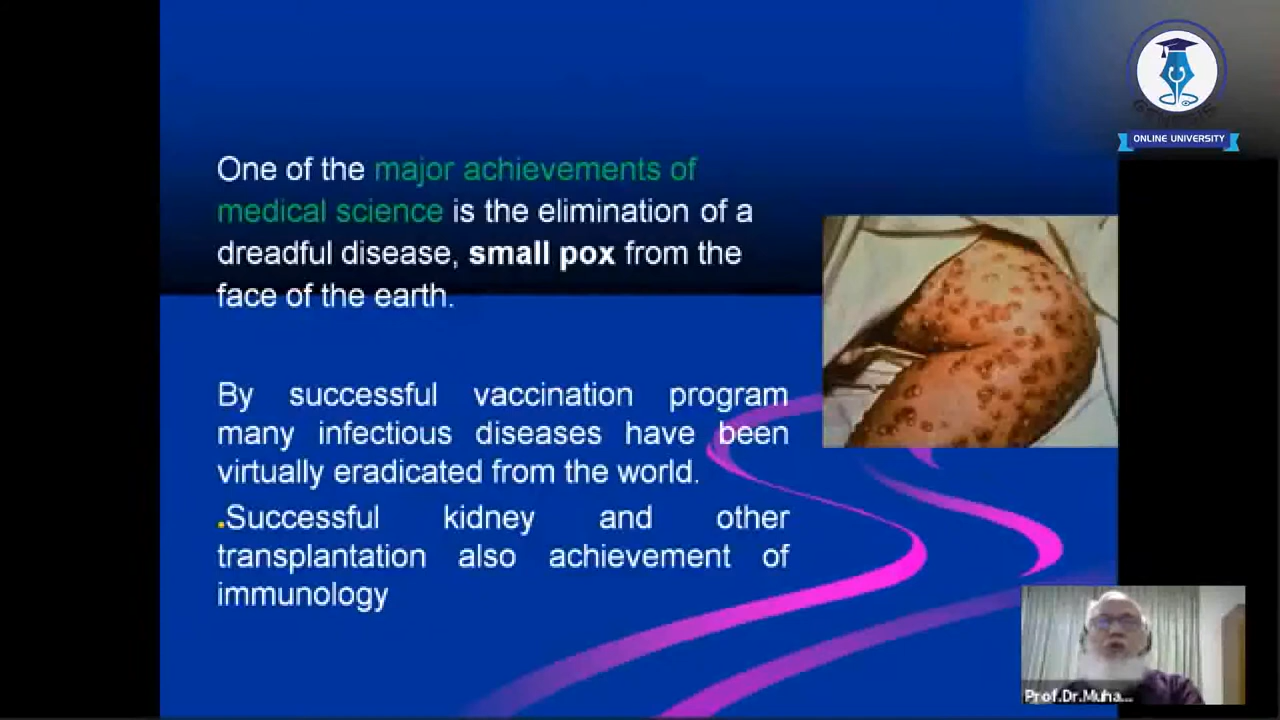 ONLINE UNIVERSITY
One of the major achievements of
medical science is the elimination of a
dreadful disease, small pox from the
face of the earth.
By successful vaccination program
many infectious diseases have been
virtually eradicated from the world.
.Successful kidney and other
transplantation also achievement of
immunology
Prof.Dr.Muha...